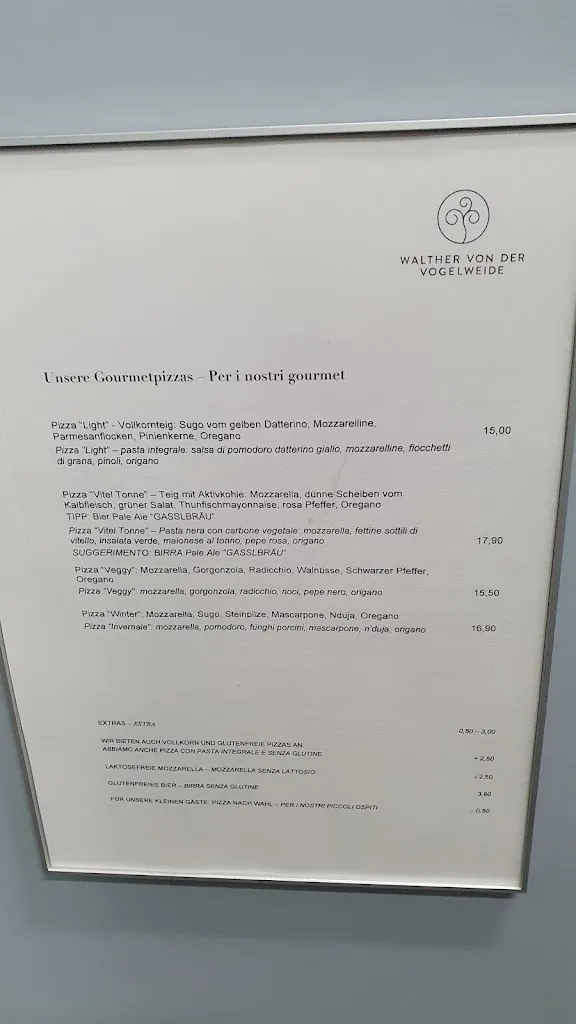 WALTHER VON DER
VOGELWEIDE
Unsere Gourmetpizzas – Per i nostri gourmet
Pizza "Light" - Vollkornteig: Sugo vom gelben Datterino, Mozzarelline,
Parmesanflocken, Pinienkerne, Oregano
15,00
Pizza "Light" – pasta integrale: salsa di pomodoro datterino giallo, mozzarelline, fiocchetti
di grana, pinoli, origano
Pizza "Vitel Tonne" – Teig mit Aktivkohle: Mozzarella, dünne Scheiben vom
Kalbfleisch, grüner Salat, Thunfischmayonnaise, rosa Pfeffer, Oregano
TIPP: Bier Pale Ale "GASSLBRÄU"
Pizza "Vitel Tonne" – Pasta nera con carbone vegetale: mozzarella, fettine sottili di
vitello, insalata verde, maionese al tonno, pepe rosa, origano
17,90
SUGGERIMENTO: BIRRA Pale Ale "GASSLBRÄU"
Pizza "Veggy": Mozzarella, Gorgonzola, Radicchio, Walnüsse, Schwarzer Pfeffer,
Oregano
Pizza "Veggy": mozzarella, gorgonzola, radicchio, noci, pepe nero, origano
15,50
Pizza "Winter": Mozzarella, Sugo, Steinpilze, Mascarpone, Nduja, Oregano
Pizza "Invernale": mozzarella, pomodoro, funghi porcini, mascarpone, n'duja, origano
16,90
EXTRAS – EXTRA
0,50 – 3,00
WIR BIETEN AUCH VOLLKORN UND GLUTENFREIE PIZZAS AN
ABBIAMO ANCHE PIZZA CON PASTA INTEGRALE E SENZA GLUTINE
+ 2,50
LAKTOSEFREIE MOZZARELLA – MOZZARELLA SENZA LATTOSIO
+2,50
GLUTENFREIES BIER – BIRRA SENZA GLUTINE
3,90
FÜR UNSERE KLEINEN GÄSTE: PIZZA NACH WAHL – PER I NOSTRI PICCOLI OSPITI
– 0,50